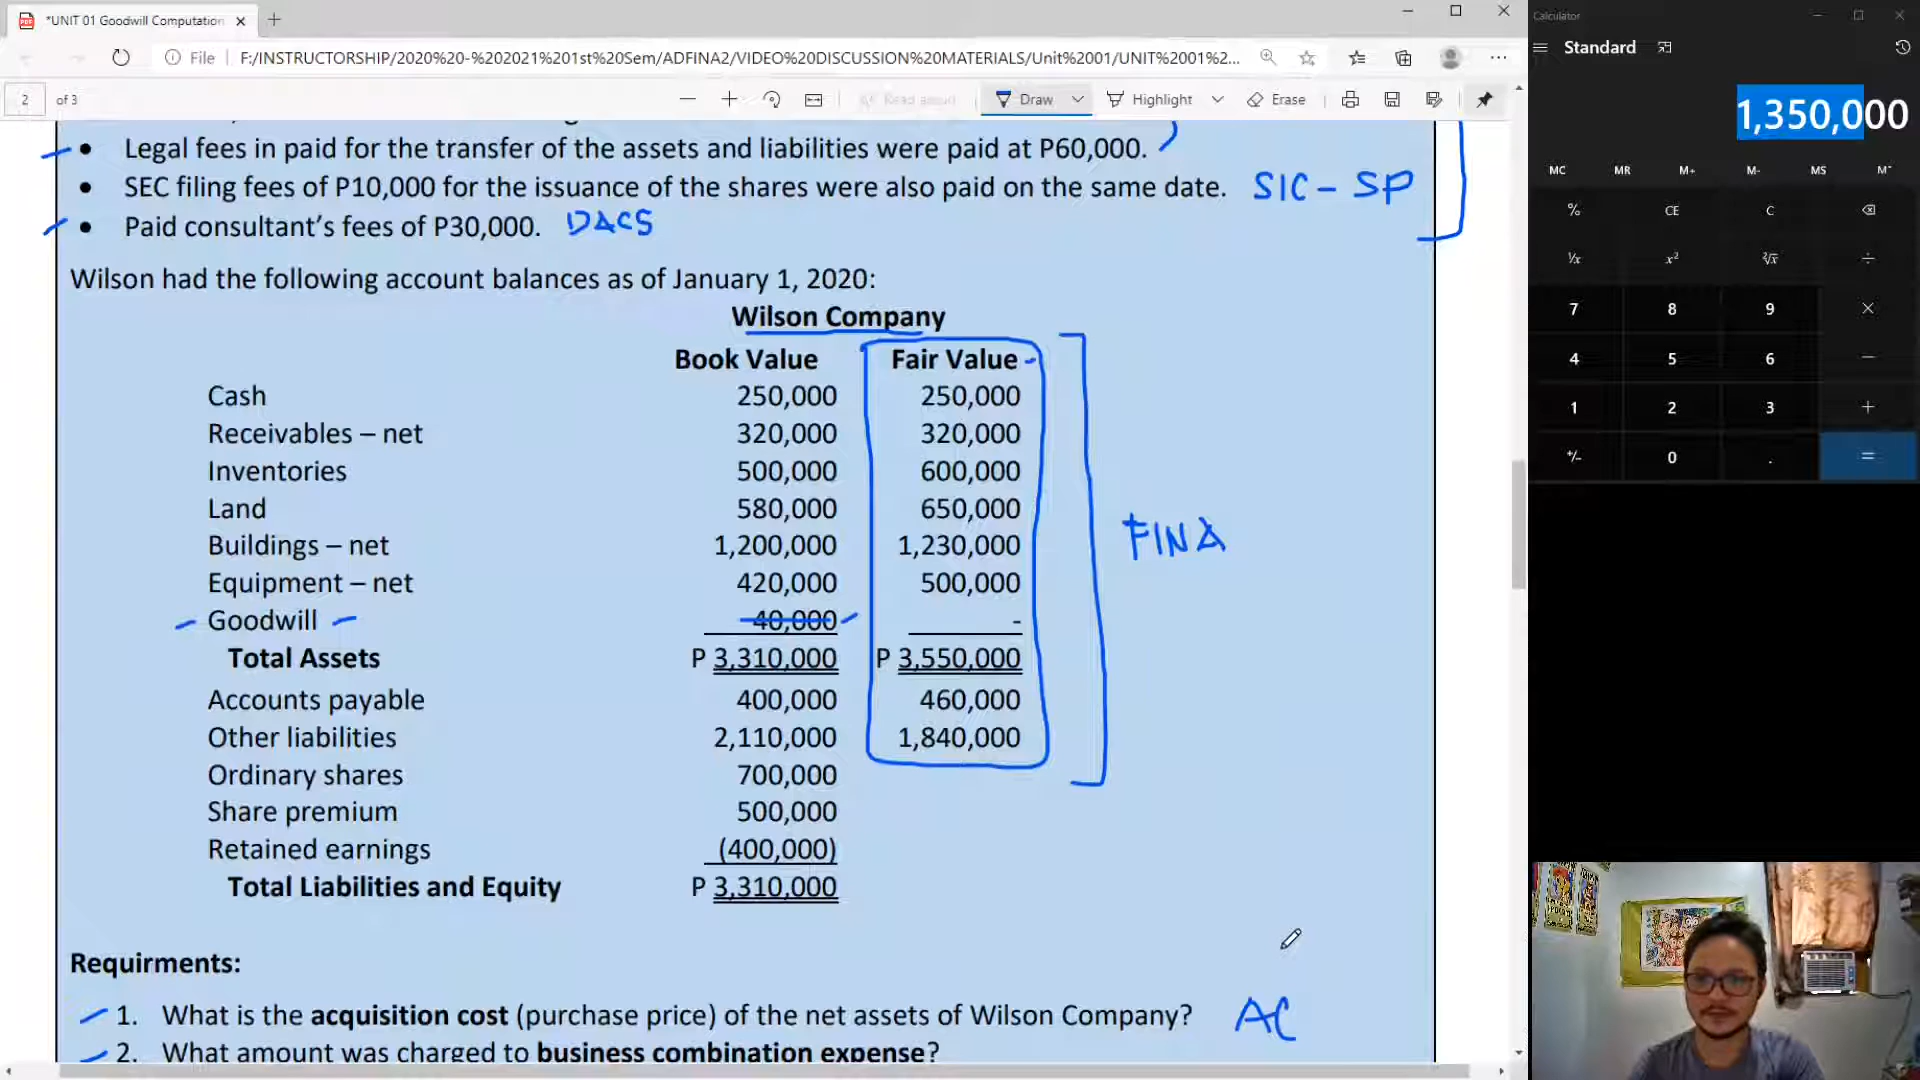 *UNIT 01 Goodwill Computation
File F:/INSTRUCTORSHIP/2020%20-%202021%201st%20Sem/ADFINA2/VIDEO%20DISCUSSION%20MATERIALS/Unit%2001/UNIT%2001%2...
2 of 3 Read aloud Draw Highlight Erase
Legal fees in paid for the transfer of the assets and liabilities were paid at P60,000.
SEC filing fees of P10,000 for the issuance of the shares were also paid on the same date. SIC - SP
Paid consultant's fees of P30,000. DACS
Wilson had the following account balances as of January 1, 2020:
Wilson Company
Book Value Fair Value
Cash 250,000 250,000
Receivables – net 320,000 320,000
Inventories 500,000 600,000
Land 580,000 650,000
Buildings – net 1,200,000 1,230,000
Equipment – net 420,000 500,000
FINA
Goodwill 40,000 -
Total Assets P 3,310,000 P 3,550,000
Accounts payable 400,000 460,000
Other liabilities 2,110,000 1,840,000
Ordinary shares 700,000
Share premium 500,000
Retained earnings (400,000)
Total Liabilities and Equity P 3,310,000
Requirments:
1. What is the acquisition cost (purchase price) of the net assets of Wilson Company? AC
2. What amount was charged to business combination expense?
Calculator
Standard
1,350,000
MC MR M+ M- MS M˅
% CE C
⅟x x² ²√x ÷
7 8 9 ×
4 5 6 −
1 2 3 +
+/- 0 . =